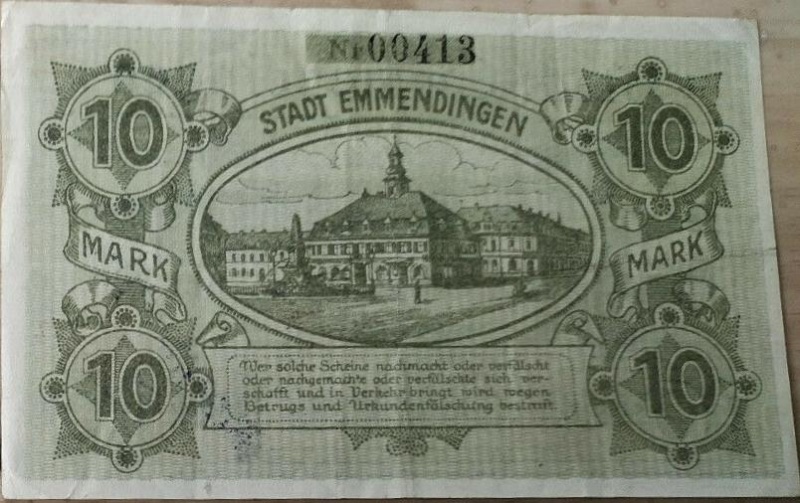 Nr 00413
STADT EMMENDINGEN
10
10
MARK
MARK
10
10
Wer solche Scheine nachmacht oder verfälscht
oder nachgemachte oder verfälschte sich ver-
schafft und in Verkehr bringt wird wegen
Betrugs und Urkundenfälschung bestraft.